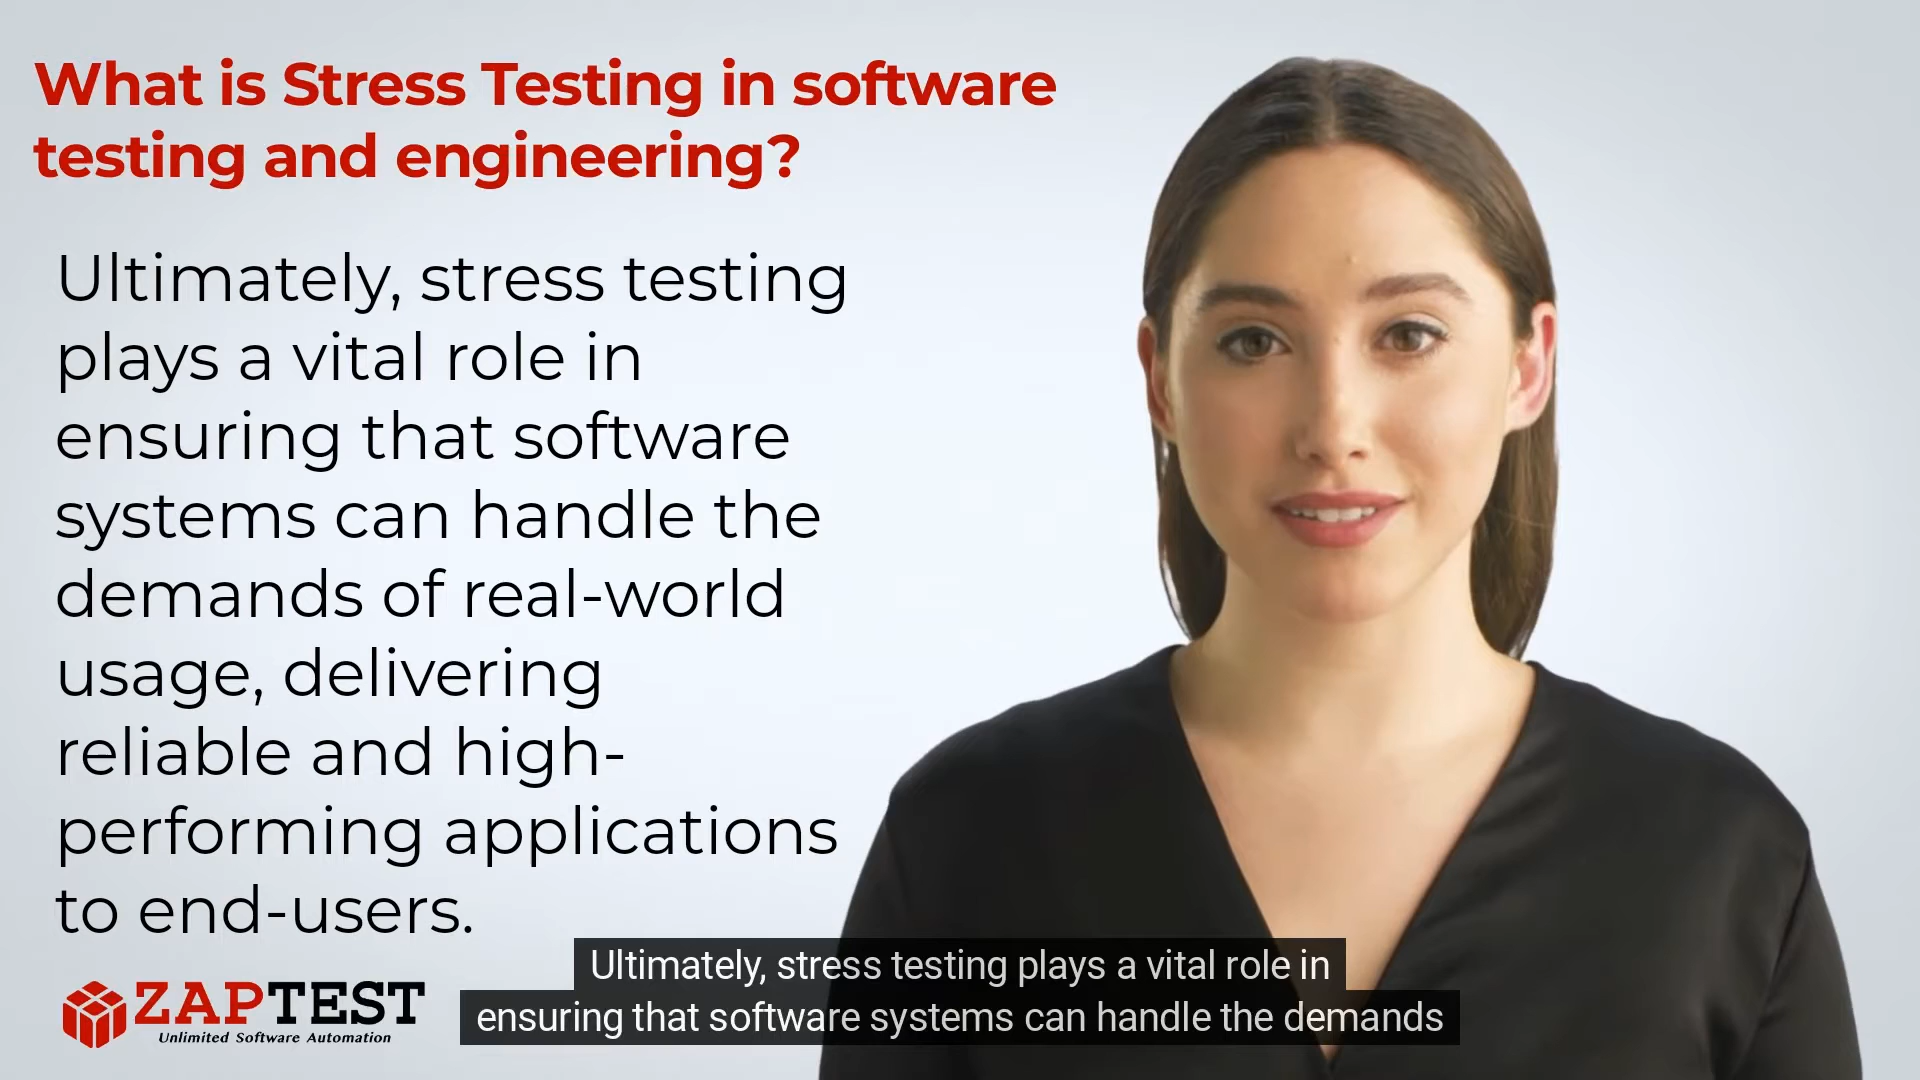 What is Stress Testing in software
testing and engineering?
Ultimately, stress testing
plays a vital role in
ensuring that software
systems can handle the
demands of real-world
usage, delivering
reliable and high-
performing applications
to end-users.
ZAPTEST
Unlimited Software Automation
Ultimately, stress testing plays a vital role in
ensuring that software systems can handle the demands